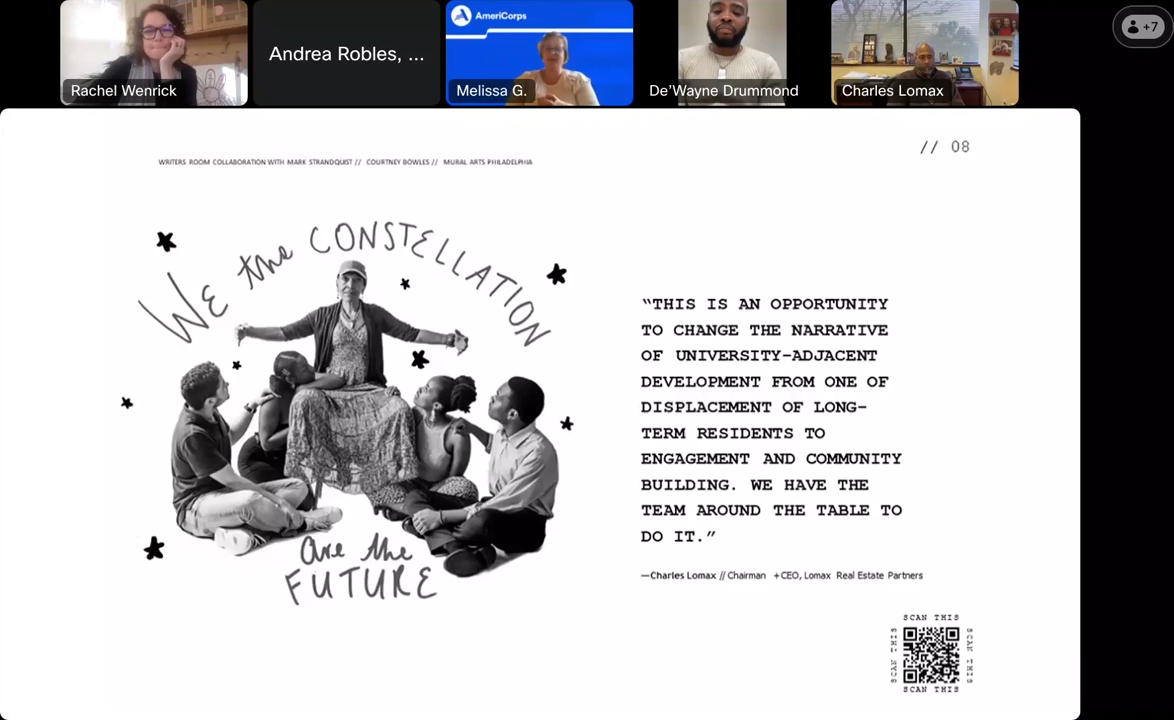 AmeriCorps
Andrea Robles, ...
+7
Rachel Wenrick
Melissa G.
De'Wayne Drummond
Charles Lomax
WRITERS ROOM COLLABORATION WITH MARK STRANDQUIST // COURTNEY BOWLES // MURAL ARTS PHILADELPHIA
// 08
WE the CONSTELLATION
are the
FUTURE
“THIS IS AN OPPORTUNITY
TO CHANGE THE NARRATIVE
OF UNIVERSITY-ADJACENT
DEVELOPMENT FROM ONE OF
DISPLACEMENT OF LONG-
TERM RESIDENTS TO
ENGAGEMENT AND COMMUNITY
BUILDING. WE HAVE THE
TEAM AROUND THE TABLE TO
DO IT.”
—Charles Lomax // Chairman +CEO, Lomax Real Estate Partners
SCAN THIS
SCAN THIS
SCAN THIS
SCAN THIS